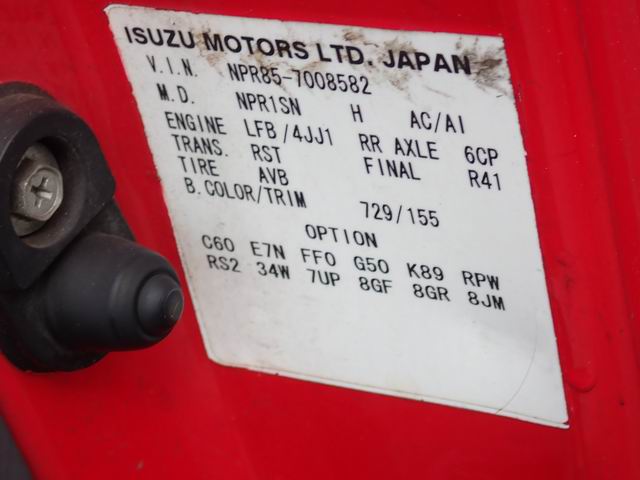 ISUZU MOTORS LTD. JAPAN
V.I.N. NPR85-7008582
M.D. NPR1SN H AC/AI
ENGINE LFB/4JJ1 RR AXLE 6CP
TRANS. RST FINAL R41
TIRE AVB
B.COLOR/TRIM 729/155
OPTION
C60 E7N FF0 G50 K89 RPW
RS2 34W 7UP 8GF 8GR 8JM